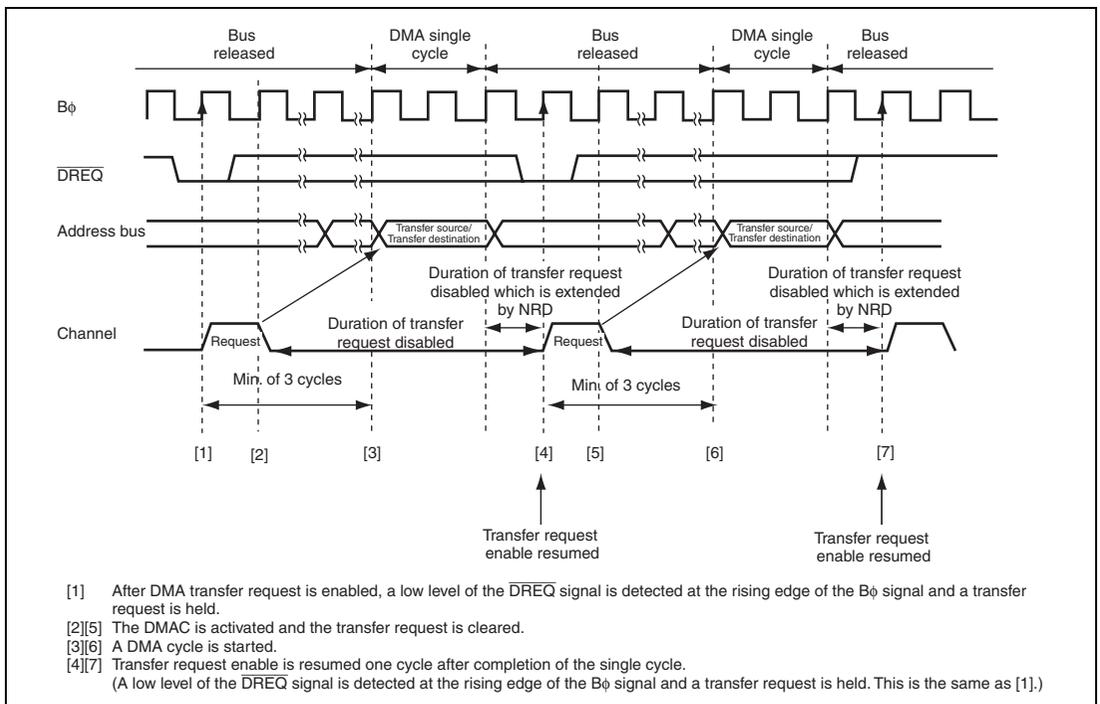 Bus released
DMA single cycle
Bus released
DMA single cycle
Bus released
Bφ
DREQ
Address bus
Transfer source/
Transfer destination
Transfer source/
Transfer destination
Duration of transfer request
disabled which is extended
by NRD
Duration of transfer request
disabled which is extended
by NRD
Channel
Request
Duration of transfer
request disabled
Request
Duration of transfer
request disabled
Min. of 3 cycles
Min. of 3 cycles
[1] [2] [3] [4] [5] [6] [7]
Transfer request
enable resumed
Transfer request
enable resumed
[1] After DMA transfer request is enabled, a low level of the DREQ signal is detected at the rising edge of the Bφ signal and a transfer
request is held.
[2][5] The DMAC is activated and the transfer request is cleared.
[3][6] A DMA cycle is started.
[4][7] Transfer request enable is resumed one cycle after completion of the single cycle.
(A low level of the DREQ signal is detected at the rising edge of the Bφ signal and a transfer request is held. This is the same as [1].)